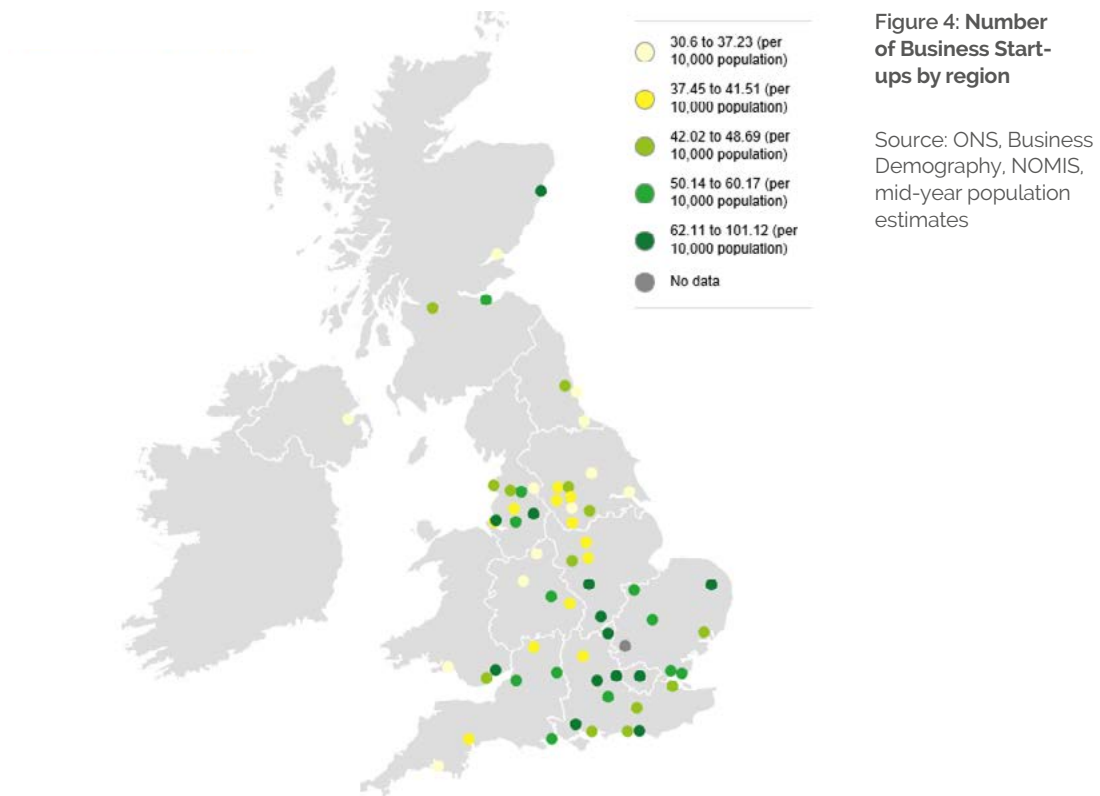 30.6 to 37.23 (per
10,000 population)
37.45 to 41.51 (per
10,000 population)
42.02 to 48.69 (per
10,000 population)
50.14 to 60.17 (per
10,000 population)
62.11 to 101.12 (per
10,000 population)
No data
Figure 4: Number
of Business Start-
ups by region
Source: ONS, Business
Demography, NOMIS,
mid-year population
estimates